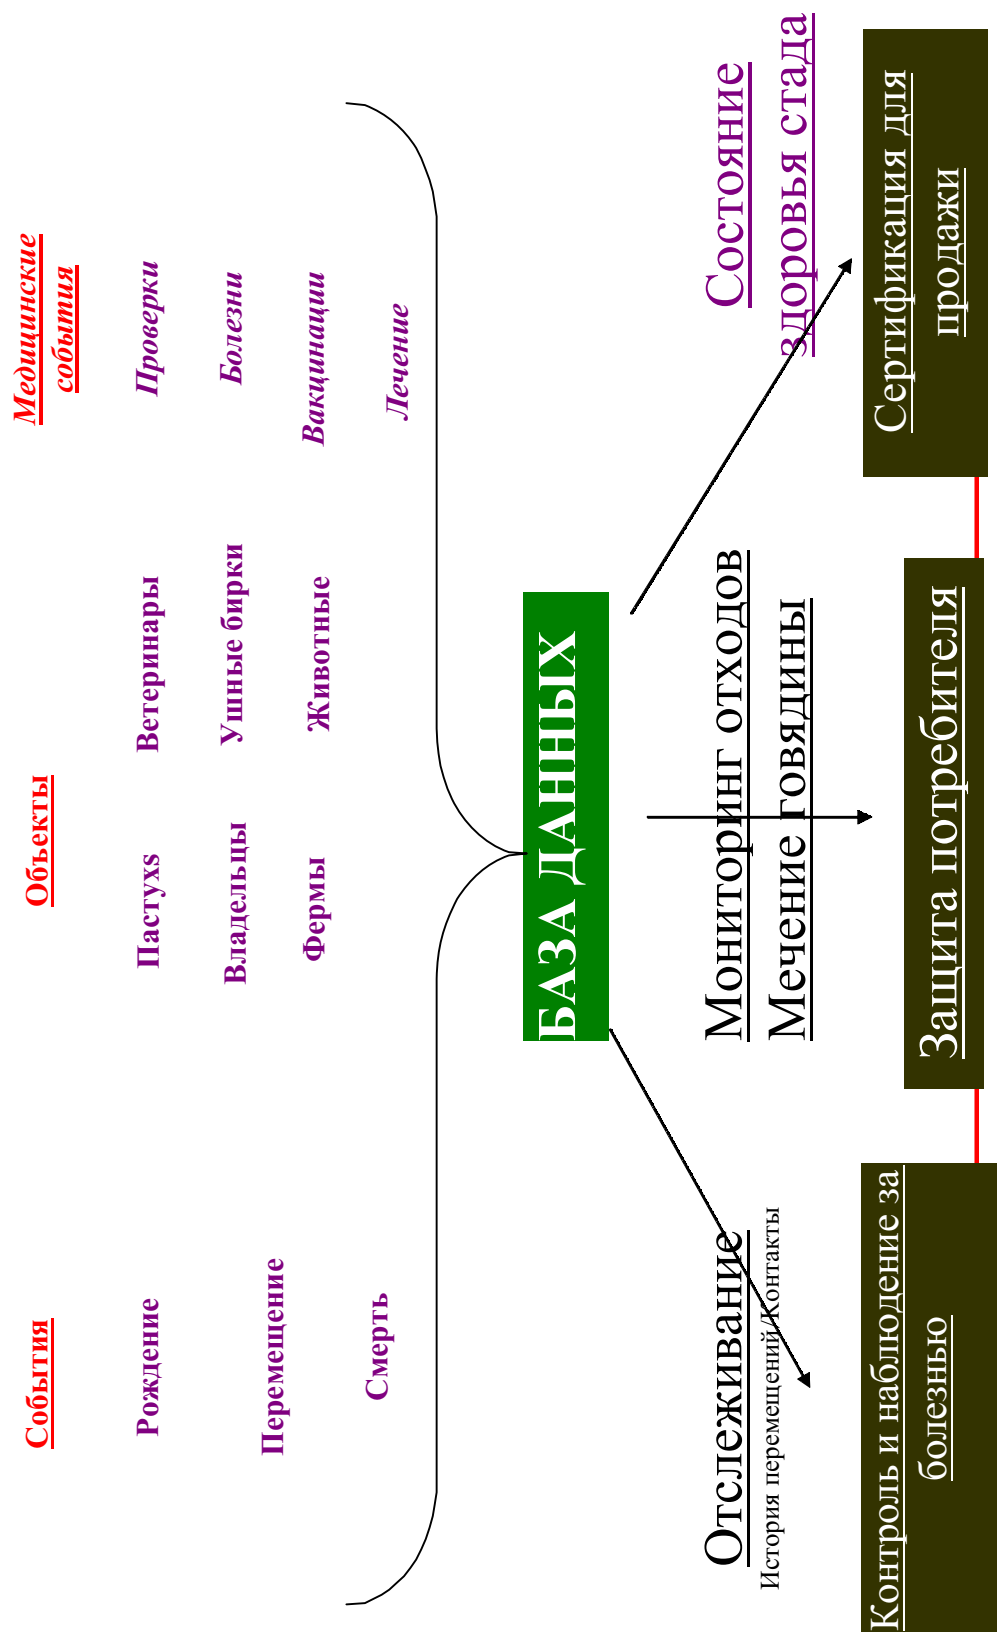 События
Объекты
Медицинские
события
Рождение
Пастухs
Ветеринары
Проверки
Владельцы
Ушные бирки
Болезни
Перемещение
Фермы
Животные
Вакцинации
Смерть
Лечение
БАЗА ДАННЫХ
Отслеживание
История перемещений/Контакты
Мониторинг отходов
Мечение говядины
Состояние
здоровья стада
Контроль и наблюдение за
болезнью
Защита потребителя
Сертификация для
продажи